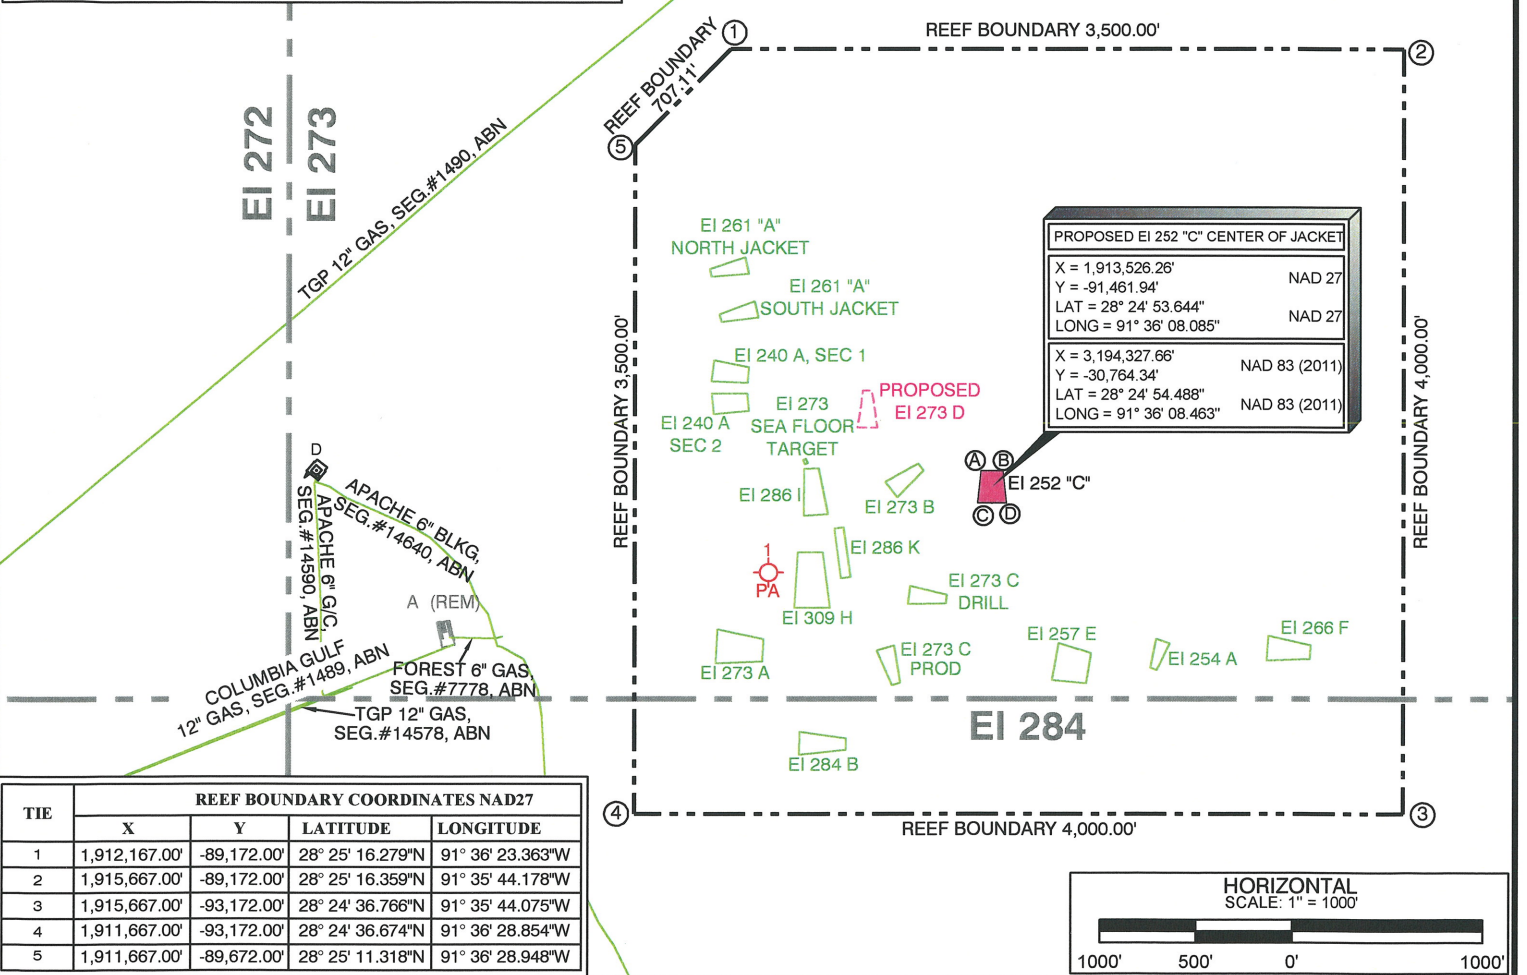 REEF BOUNDARY 3,500.00'
1
2
REEF BOUNDARY
707.11'
5
EI 272
EI 273
TGP 12" GAS, SEG.#1490, ABN
EI 261 "A"
NORTH JACKET
EI 261 "A"
SOUTH JACKET
PROPOSED EI 252 "C" CENTER OF JACKET
X = 1,913,526.26'
Y = -91,461.94'
NAD 27
LAT = 28° 24' 53.644"
LONG = 91° 36' 08.085"
NAD 27
X = 3,194,327.66'
Y = -30,764.34'
NAD 83 (2011)
LAT = 28° 24' 54.488"
LONG = 91° 36' 08.463"
NAD 83 (2011)
REEF BOUNDARY 3,500.00'
REEF BOUNDARY 4,000.00'
EI 240 A, SEC 1
EI 240 A
SEC 2
EI 273
SEA FLOOR
TARGET
PROPOSED
EI 273 D
A B
EI 252 "C"
C D
EI 286 I
EI 273 B
EI 286 K
1
PA
EI 309 H
EI 273 C
DRILL
EI 273 A
EI 273 C
PROD
EI 257 E
EI 254 A
EI 266 F
D
APACHE 6" BLKG,
SEG.#14640, ABN
APACHE 6" G/C,
SEG.#14590, ABN
A (REM)
COLUMBIA GULF
12" GAS, SEG.#1489, ABN
FOREST 6" GAS,
SEG.#7778, ABN
TGP 12" GAS,
SEG.#14578, ABN
EI 284
EI 284 B
4
3
REEF BOUNDARY 4,000.00'
TIE REEF BOUNDARY COORDINATES NAD27
X Y LATITUDE LONGITUDE
1 1,912,167.00' -89,172.00' 28° 25' 16.279"N 91° 36' 23.363"W
2 1,915,667.00' -89,172.00' 28° 25' 16.359"N 91° 35' 44.178"W
3 1,915,667.00' -93,172.00' 28° 24' 36.766"N 91° 35' 44.075"W
4 1,911,667.00' -93,172.00' 28° 24' 36.674"N 91° 36' 28.854"W
5 1,911,667.00' -89,672.00' 28° 25' 11.318"N 91° 36' 28.948"W
HORIZONTAL
SCALE: 1" = 1000'
1000' 500' 0' 1000'